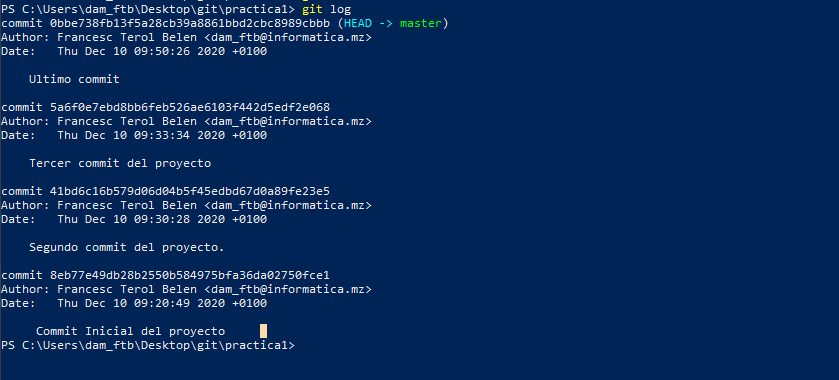 PS C:\Users\dam_ftb\Desktop\git\practica1> git log
commit 0bbe738fb13f5a28cb39a8861bbd2cbc8989cbbb (HEAD -> master)
Author: Francesc Terol Belen <dam_ftb@informatica.mz>
Date:   Thu Dec 10 09:50:26 2020 +0100
Ultimo commit
commit 5a6f0e7ebd8bb6feb526ae6103f442d5edf2e068
Author: Francesc Terol Belen <dam_ftb@informatica.mz>
Date:   Thu Dec 10 09:33:34 2020 +0100
Tercer commit del proyecto
commit 41bd6c16b579d06d04b5f45edbd67d0a89fe23e5
Author: Francesc Terol Belen <dam_ftb@informatica.mz>
Date:   Thu Dec 10 09:30:28 2020 +0100
Segundo commit del proyecto.
commit 8eb77e49db28b2550b584975bfa36da02750fce1
Author: Francesc Terol Belen <dam_ftb@informatica.mz>
Date:   Thu Dec 10 09:20:49 2020 +0100
Commit Inicial del proyecto
PS C:\Users\dam_ftb\Desktop\git\practica1>